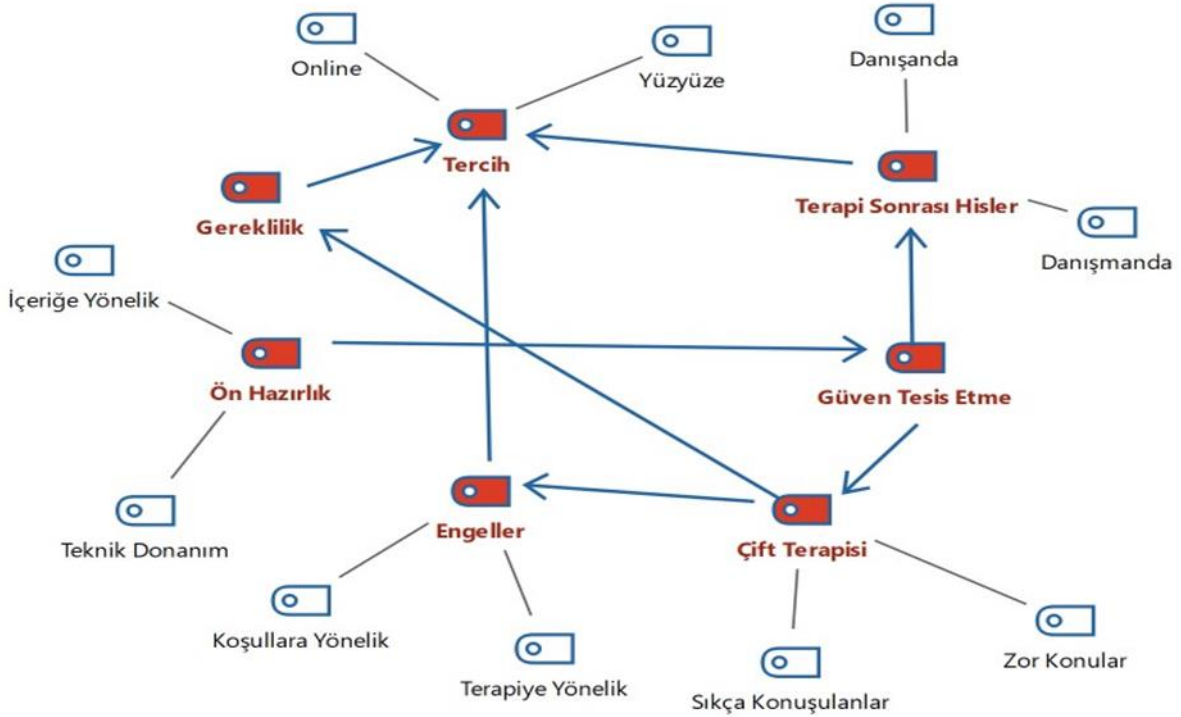 Online
Yüzyüze
Danışanda
Tercih
Terapi Sonrası Hisler
Gereklilik
Danışmanda
İçeriğe Yönelik
Ön Hazırlık
Güven Tesis Etme
Engeller
Teknik Donanım
Çift Terapisi
Koşullara Yönelik
Terapiye Yönelik
Sıkça Konuşulanlar
Zor Konular